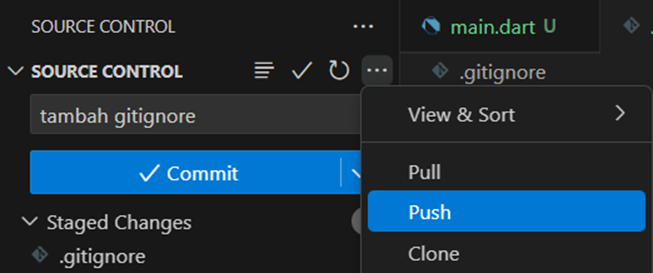 SOURCE CONTROL
main.dart U
SOURCE CONTROL
.gitignore
tambah gitignore
View & Sort
Commit
Pull
Push
Staged Changes
.gitignore
Clone